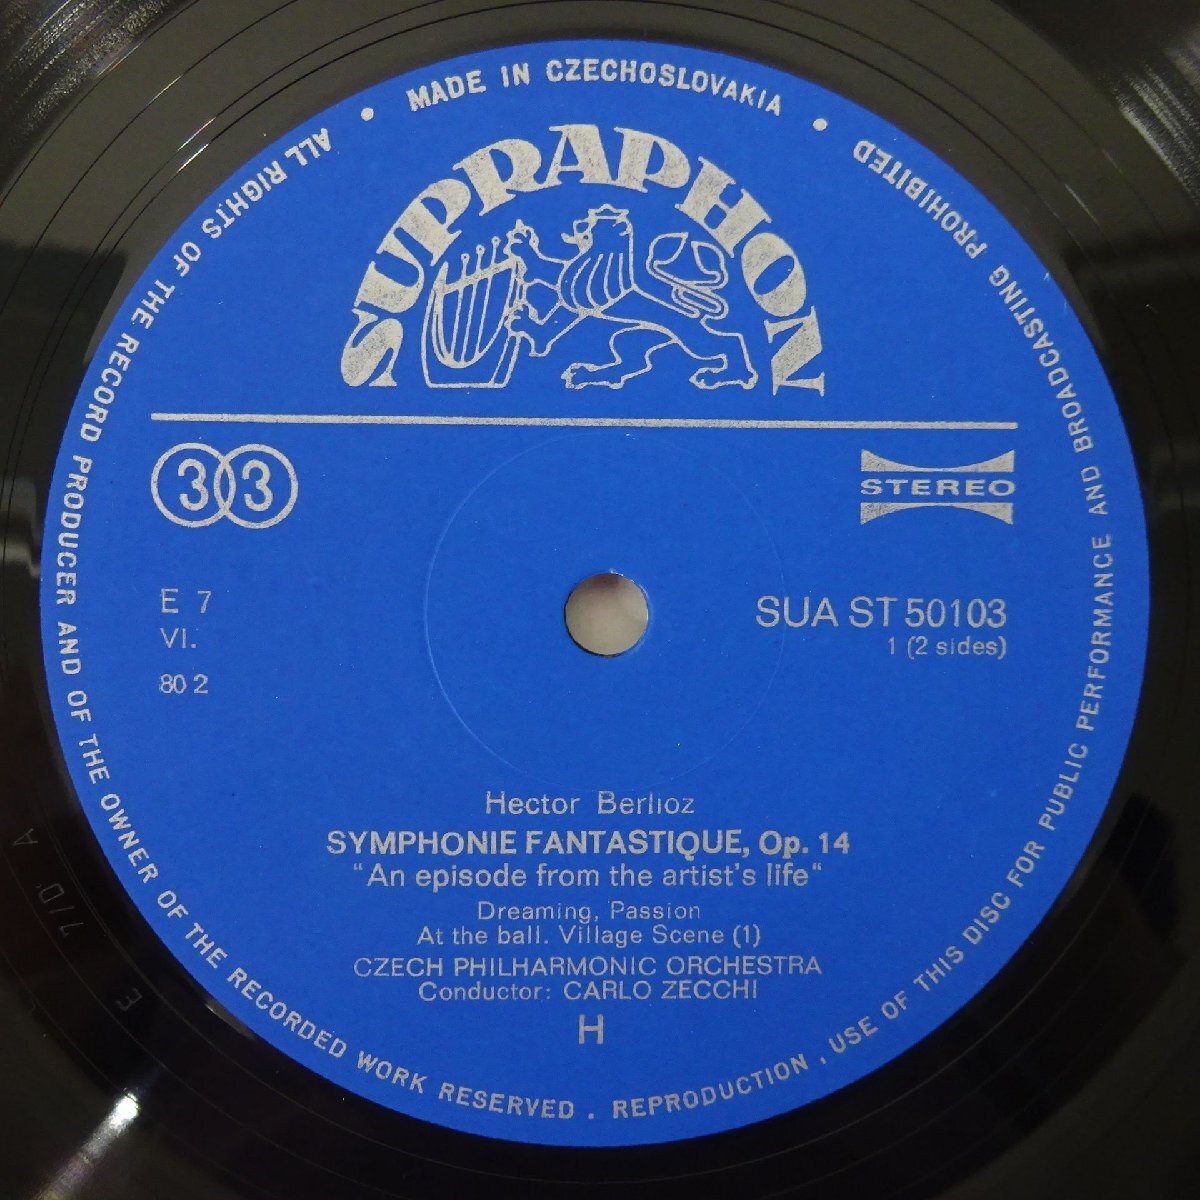 MADE IN CZECHOSLOVAKIA
ALL RIGHTS OF THE RECORD PRODUCER AND OF THE OWNER OF THE RECORDED WORK RESERVED . REPRODUCTION , USE OF THIS DISC FOR PUBLIC PERFORMANCE AND BROADCASTING PROHIBITED
SUPRAPHON
33
STEREO
E 7
VI.
80 2
SUA ST 50103
1 (2 sides)
Hector Berlioz
SYMPHONIE FANTASTIQUE, Op. 14
"An episode from the artist's life"
Dreaming, Passion
At the ball. Village Scene (1)
CZECH PHILHARMONIC ORCHESTRA
Conductor: CARLO ZECCHI
H